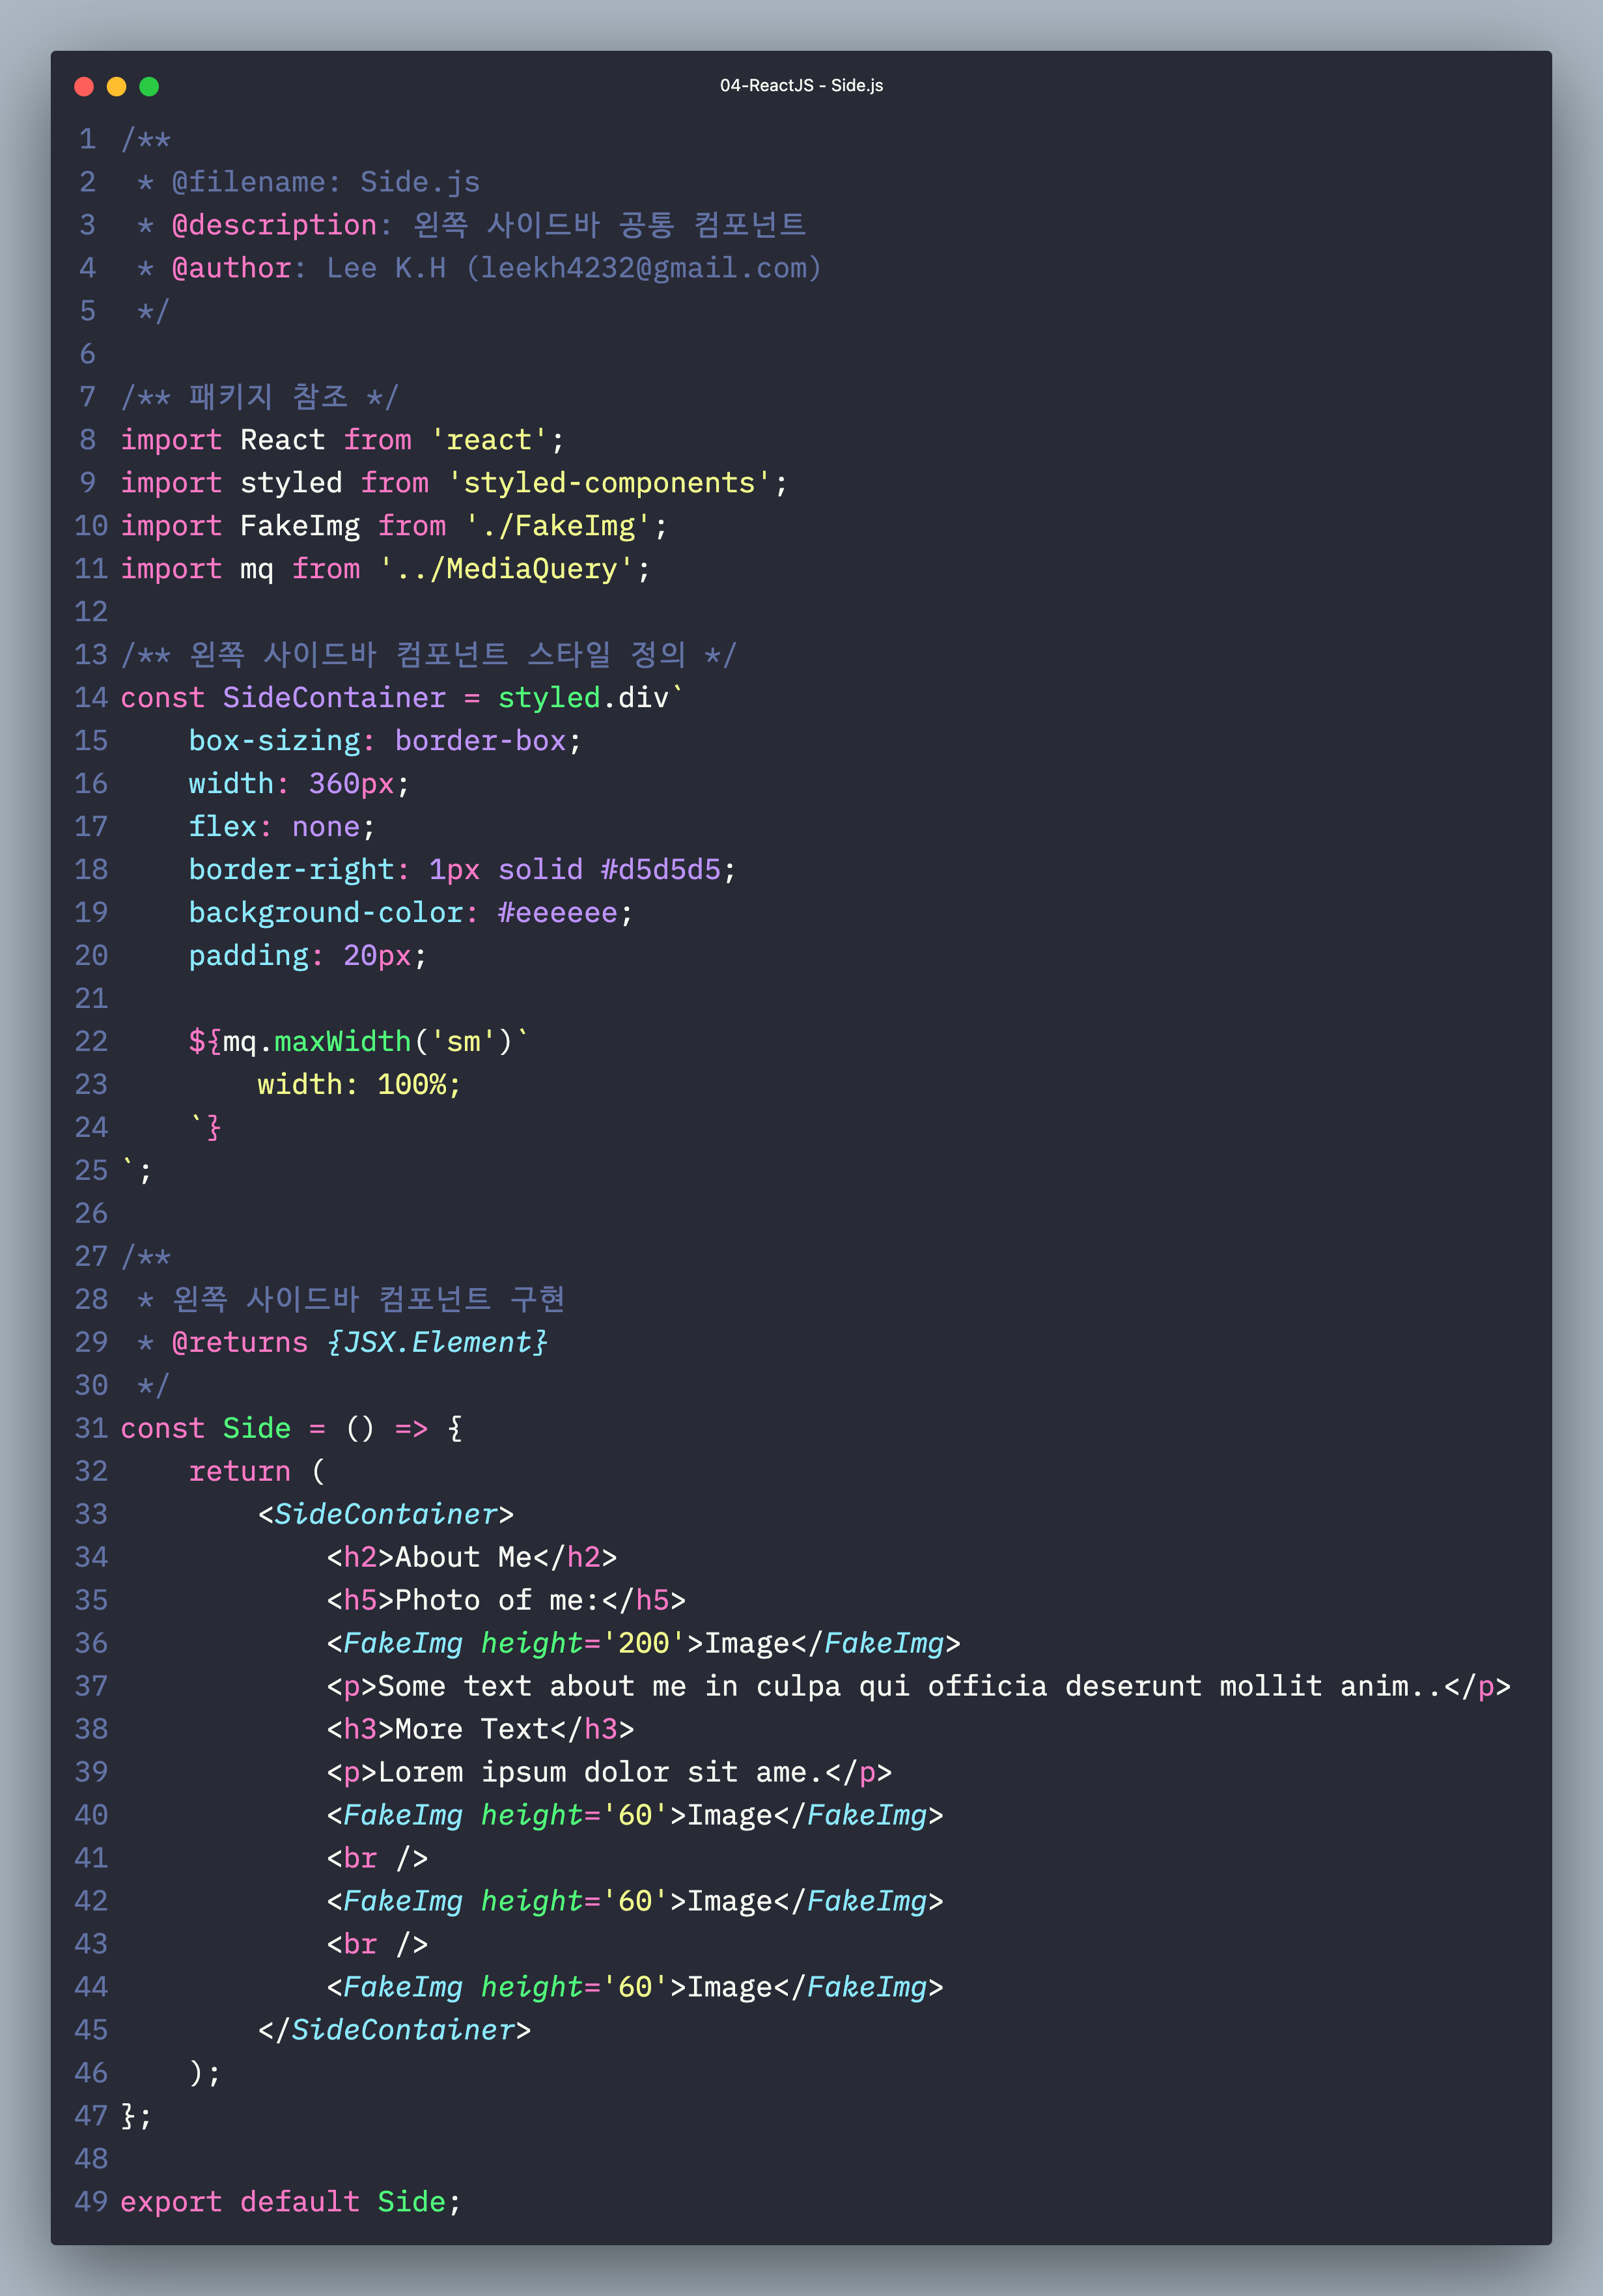 04-ReactJS - Side.js
1 /**
2  * @filename: Side.js
3  * @description: 왼쪽 사이드바 공통 컴포넌트
4  * @author: Lee K.H (leekh4232@gmail.com)
5  */
6
7 /** 패키지 참조 */
8 import React from 'react';
9 import styled from 'styled-components';
10 import FakeImg from './FakeImg';
11 import mq from '../MediaQuery';
12
13 /** 왼쪽 사이드바 컴포넌트 스타일 정의 */
14 const SideContainer = styled.div`
15     box-sizing: border-box;
16     width: 360px;
17     flex: none;
18     border-right: 1px solid #d5d5d5;
19     background-color: #eeeeee;
20     padding: 20px;
21
22     ${mq.maxWidth('sm')`
23         width: 100%;
24     `}
25 `;
26
27 /**
28  * 왼쪽 사이드바 컴포넌트 구현
29  * @returns {JSX.Element}
30  */
31 const Side = () => {
32     return (
33         <SideContainer>
34             <h2>About Me</h2>
35             <h5>Photo of me:</h5>
36             <FakeImg height='200'>Image</FakeImg>
37             <p>Some text about me in culpa qui officia deserunt mollit anim..</p>
38             <h3>More Text</h3>
39             <p>Lorem ipsum dolor sit ame.</p>
40             <FakeImg height='60'>Image</FakeImg>
41             <br />
42             <FakeImg height='60'>Image</FakeImg>
43             <br />
44             <FakeImg height='60'>Image</FakeImg>
45         </SideContainer>
46     );
47 };
48
49 export default Side;